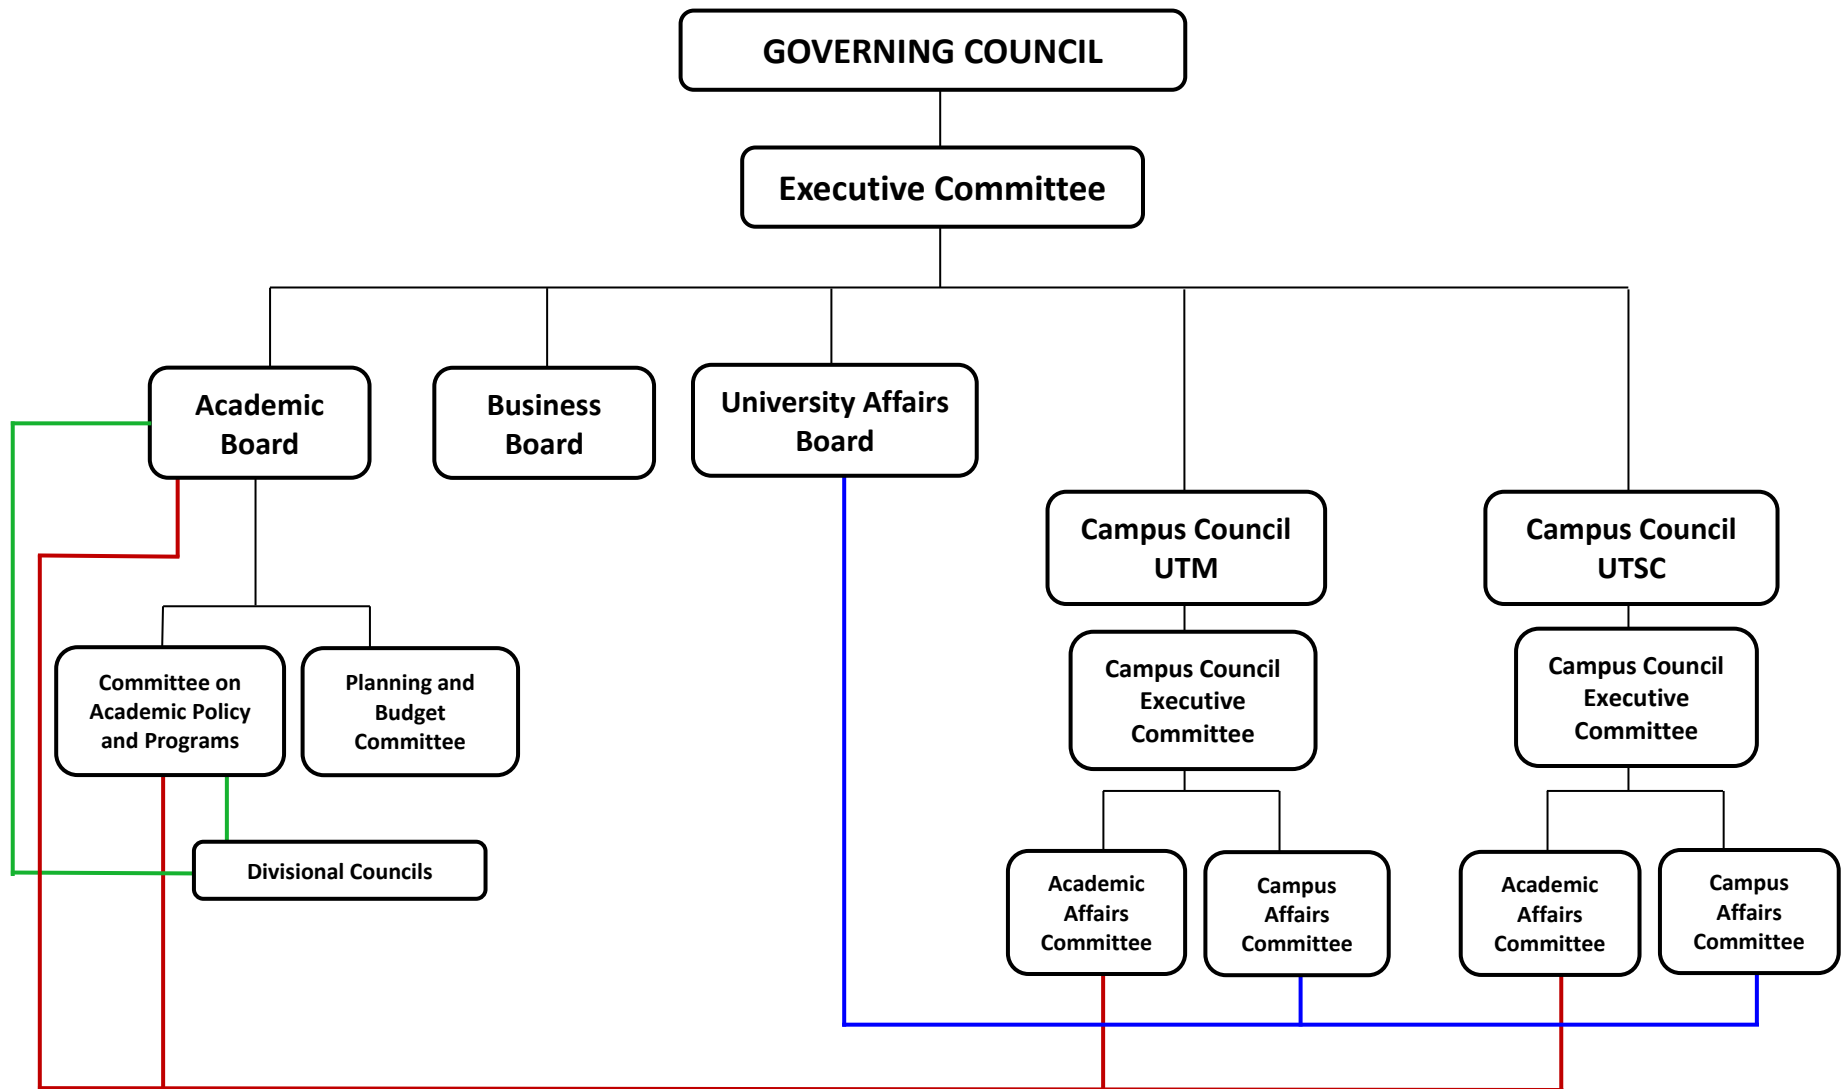 GOVERNING COUNCIL
Executive Committee
Academic
Board
Business
Board
University Affairs
Board
Campus Council
UTM
Campus Council
UTSC
Committee on
Academic Policy
and Programs
Planning and
Budget
Committee
Campus Council
Executive
Committee
Campus Council
Executive
Committee
Divisional Councils
Academic
Affairs
Committee
Campus
Affairs
Committee
Academic
Affairs
Committee
Campus
Affairs
Committee